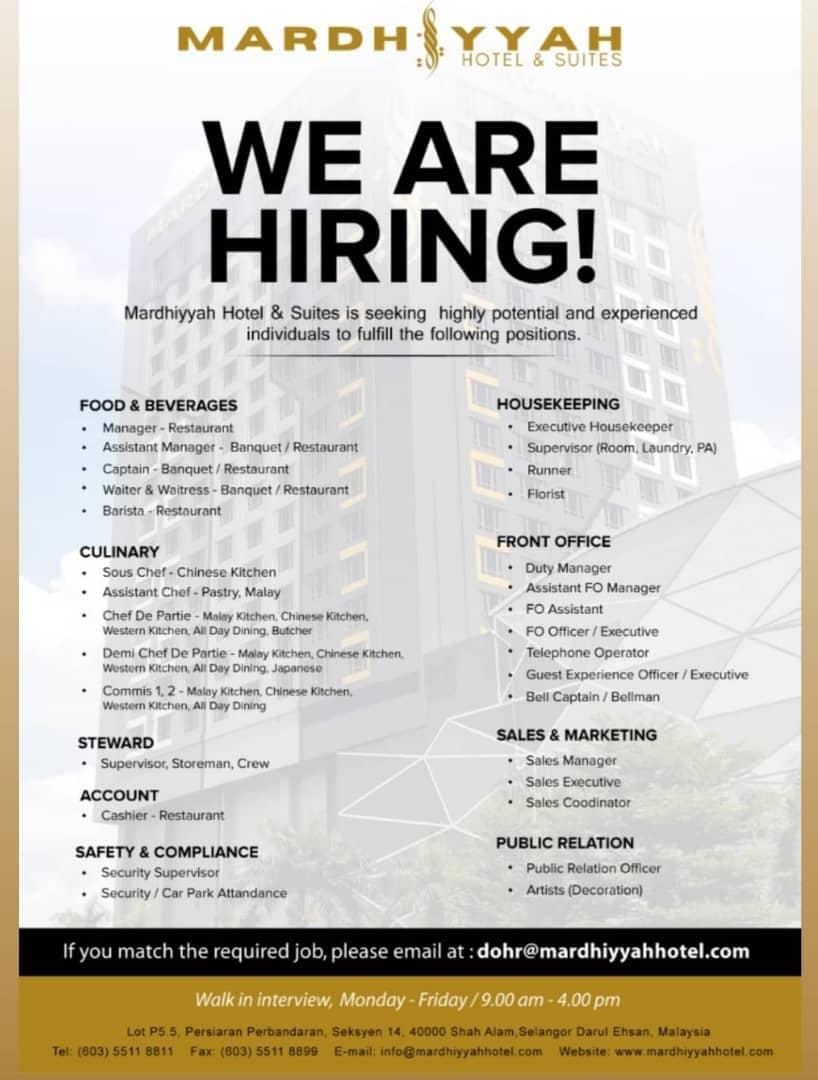 MARDHIYYAH
HOTEL & SUITES
WE ARE
HIRING!
Mardhiyyah Hotel & Suites is seeking highly potential and experienced
individuals to fulfill the following positions.
FOOD & BEVERAGES
• Manager - Restaurant
• Assistant Manager - Banquet / Restaurant
• Captain - Banquet / Restaurant
• Waiter & Waitress - Banquet / Restaurant
• Barista - Restaurant
CULINARY
• Sous Chef - Chinese Kitchen
• Assistant Chef - Pastry, Malay
• Chef De Partie - Malay Kitchen, Chinese Kitchen,
Western Kitchen, All Day Dining, Butcher
• Demi Chef De Partie - Malay Kitchen, Chinese Kitchen,
Western Kitchen, All Day Dining, Japanese
• Commis 1, 2 - Malay Kitchen, Chinese Kitchen,
Western Kitchen, All Day Dining
STEWARD
• Supervisor, Storeman, Crew
ACCOUNT
• Cashier - Restaurant
SAFETY & COMPLIANCE
• Security Supervisor
• Security / Car Park Attandance
HOUSEKEEPING
• Executive Housekeeper
• Supervisor (Room, Laundry, PA)
• Runner
• Florist
FRONT OFFICE
• Duty Manager
• Assistant FO Manager
• FO Assistant
• FO Officer / Executive
• Telephone Operator
• Guest Experience Officer / Executive
• Bell Captain / Bellman
SALES & MARKETING
• Sales Manager
• Sales Executive
• Sales Coodinator
PUBLIC RELATION
• Public Relation Officer
• Artists (Decoration)
If you match the required job, please email at : dohr@mardhiyyahhotel.com
Walk in interview, Monday - Friday / 9.00 am - 4.00 pm
Lot P5.5, Persiaran Perbandaran, Seksyen 14, 40000 Shah Alam,Selangor Darul Ehsan, Malaysia
Tel: (603) 5511 8811 Fax: (603) 5511 8899 E-mail: info@mardhiyyahhotel.com Website: www.mardhiyyahhotel.com